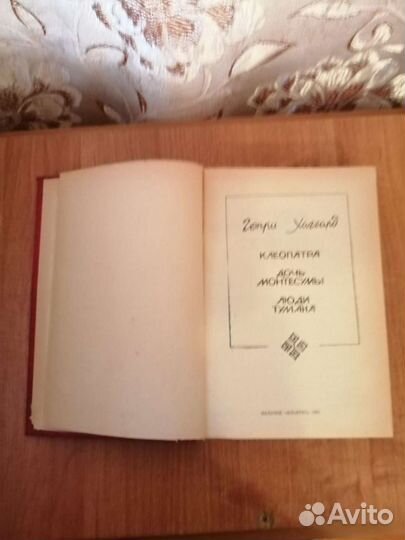 Генри Хаггард
КЛЕОПАТРА
ДОЧЬ
МОНТЕСУМЫ
ЛЮДИ
ТУМАНА
Avito